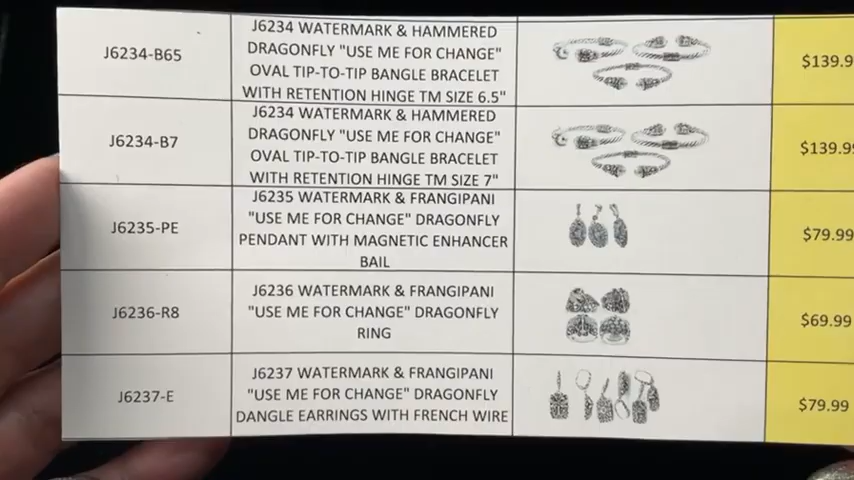 J6234-B65
J6234 WATERMARK & HAMMERED
DRAGONFLY "USE ME FOR CHANGE"
OVAL TIP-TO-TIP BANGLE BRACELET
WITH RETENTION HINGE TM SIZE 6.5"
$139.9
J6234-B7
J6234 WATERMARK & HAMMERED
DRAGONFLY "USE ME FOR CHANGE"
OVAL TIP-TO-TIP BANGLE BRACELET
WITH RETENTION HINGE TM SIZE 7"
$139.99
J6235-PE
J6235 WATERMARK & FRANGIPANI
"USE ME FOR CHANGE" DRAGONFLY
PENDANT WITH MAGNETIC ENHANCER
BAIL
$79.99
J6236-R8
J6236 WATERMARK & FRANGIPANI
"USE ME FOR CHANGE" DRAGONFLY
RING
$69.99
J6237-E
J6237 WATERMARK & FRANGIPANI
"USE ME FOR CHANGE" DRAGONFLY
DANGLE EARRINGS WITH FRENCH WIRE
$79.99